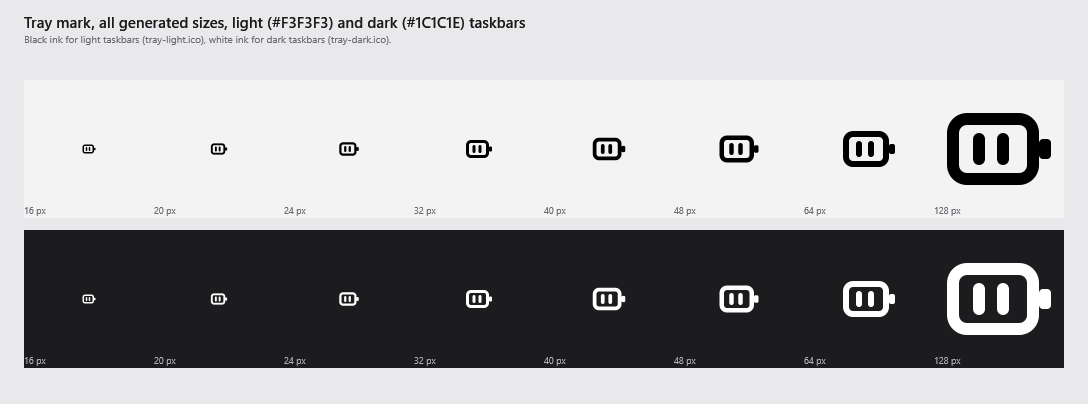 Tray mark, all generated sizes, light (#F3F3F3) and dark (#1C1C1E) taskbars
Black ink for light taskbars (tray-light.ico), white ink for dark taskbars (tray-dark.ico).
16 px 20 px 24 px 32 px 40 px 48 px 64 px 128 px
16 px 20 px 24 px 32 px 40 px 48 px 64 px 128 px